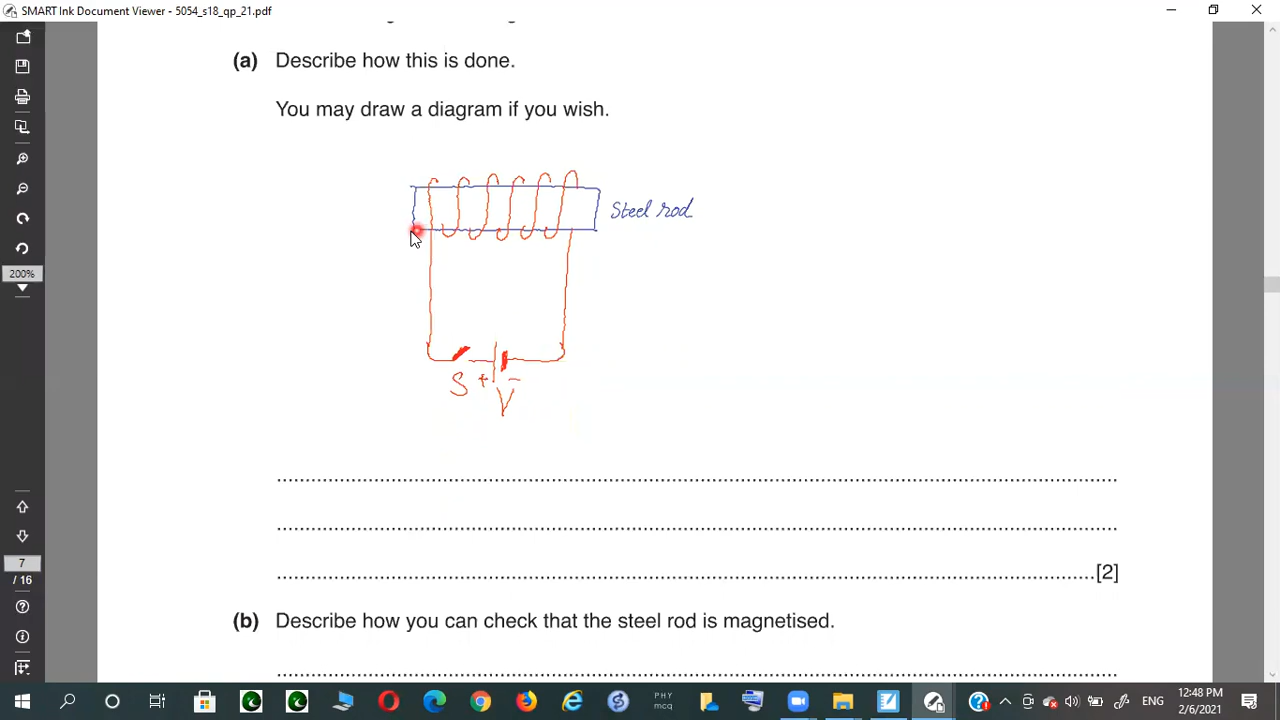 SMART Ink Document Viewer - 5054_s18_qp_21.pdf
(a) Describe how this is done.
You may draw a diagram if you wish.
Steel rod
S + -
V
200%
7
/ 16
[2]
(b) Describe how you can check that the steel rod is magnetised.
PHY
mcq
ENG
12:48 PM
2/6/2021